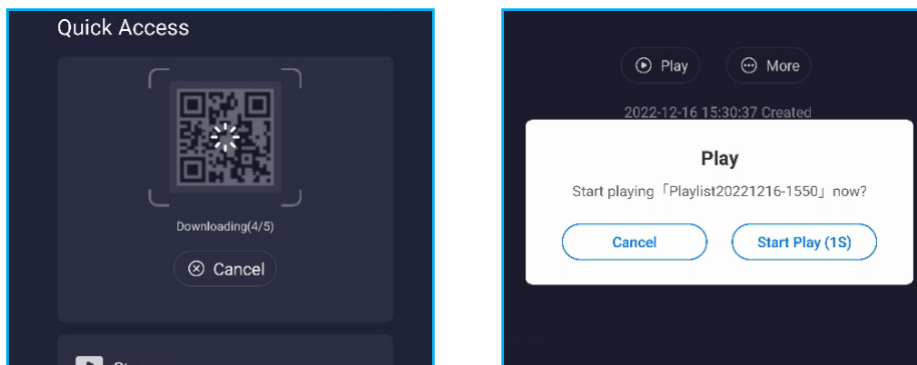 Quick Access
Downloading(4/5)
Cancel
Play
More
2022-12-16 15:30:37 Created
Play
Start playing「Playlist20221216-1550」now?
Cancel
Start Play (1S)